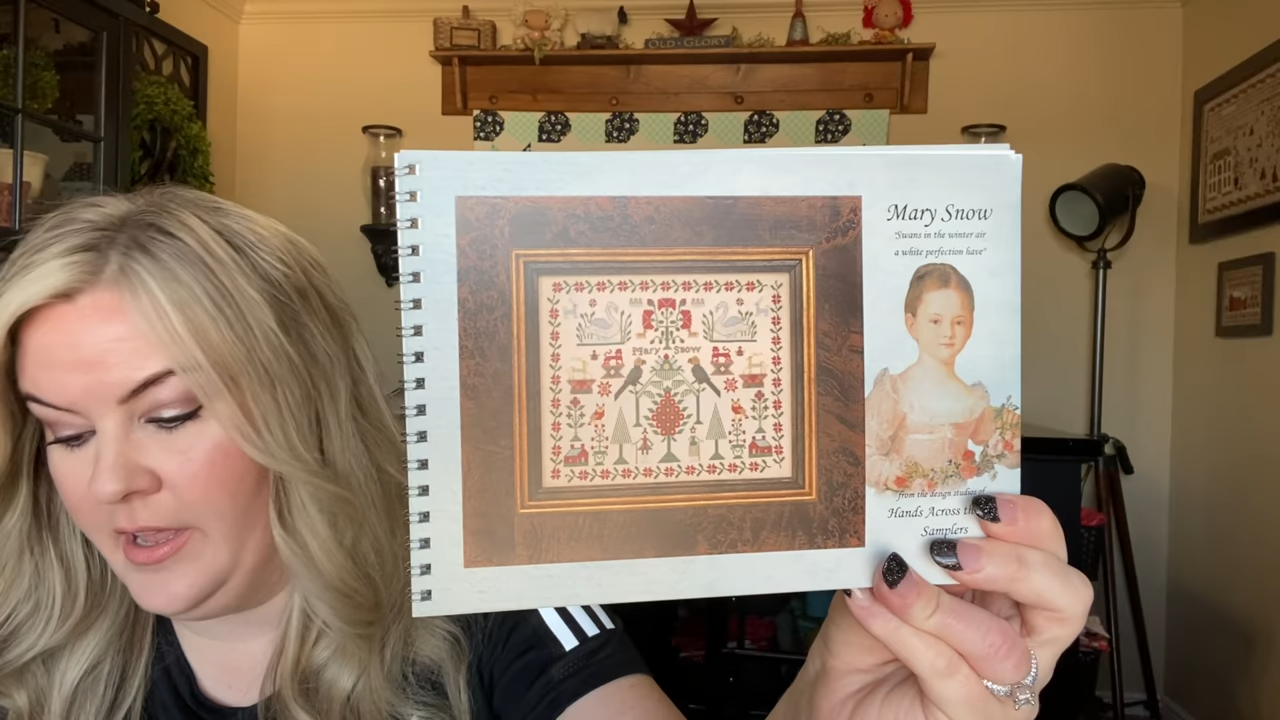 OLD · GLORY
Mary Snow
"Swans in the winter air
a white perfection have"
Mary Snow
from the design studios of
Hands Across th
Samplers